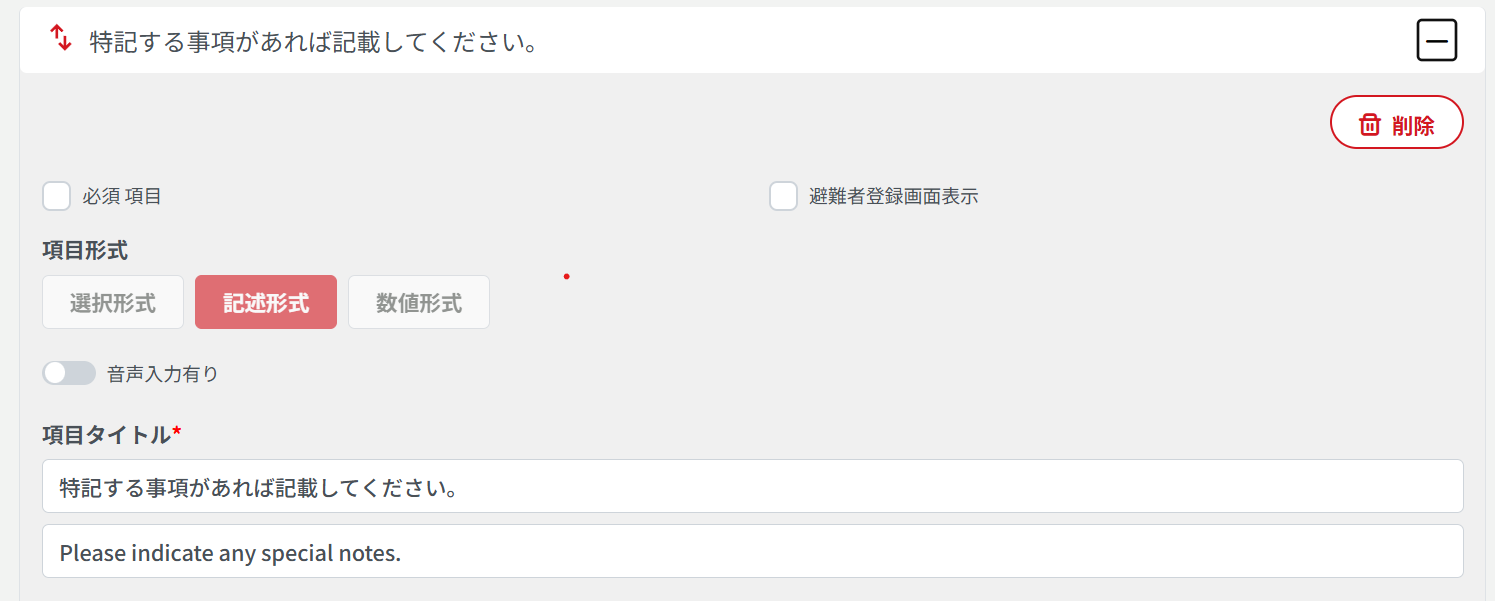 特記する事項があれば記載してください。
削除
必須 項目
避難者登録画面表示
項目形式
選択形式
記述形式
数値形式
音声入力有り
項目タイトル*
特記する事項があれば記載してください。
Please indicate any special notes.